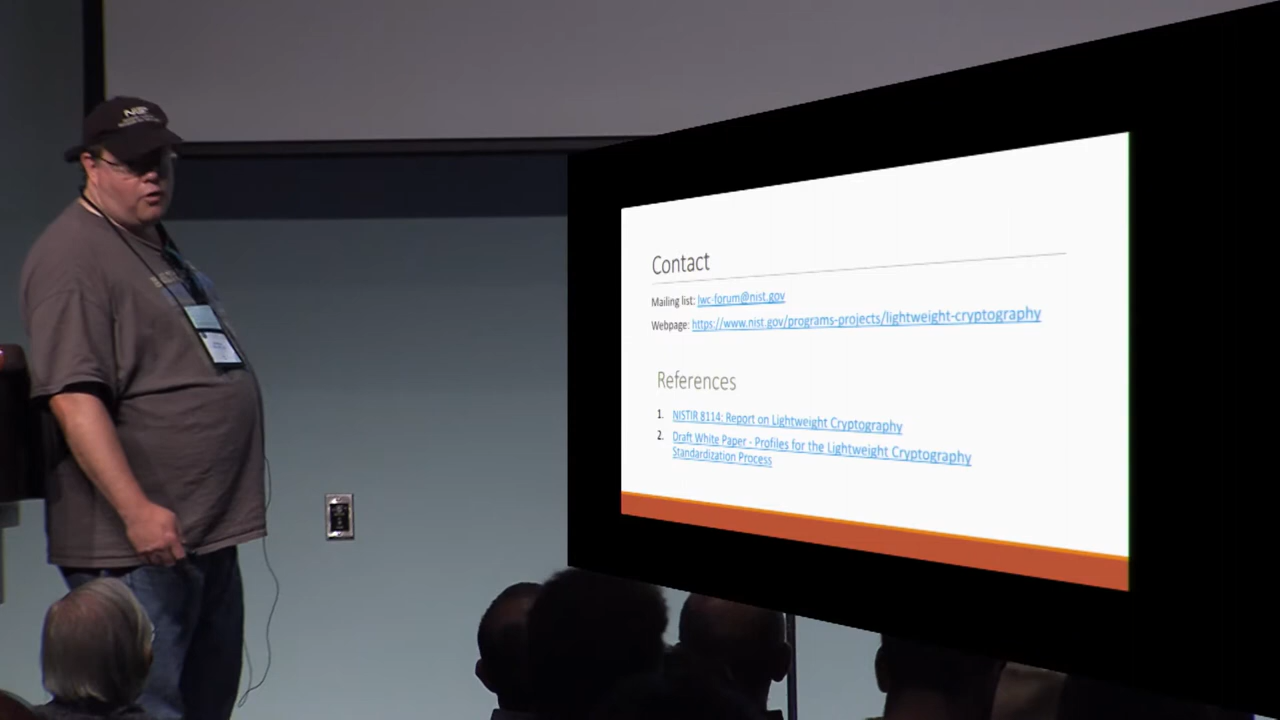 Contact
Mailing list: lwc-forum@nist.gov
Webpage: https://www.nist.gov/programs-projects/lightweight-cryptography
References
1. NISTIR 8114: Report on Lightweight Cryptography
2. Draft White Paper - Profiles for the Lightweight Cryptography
Standardization Process